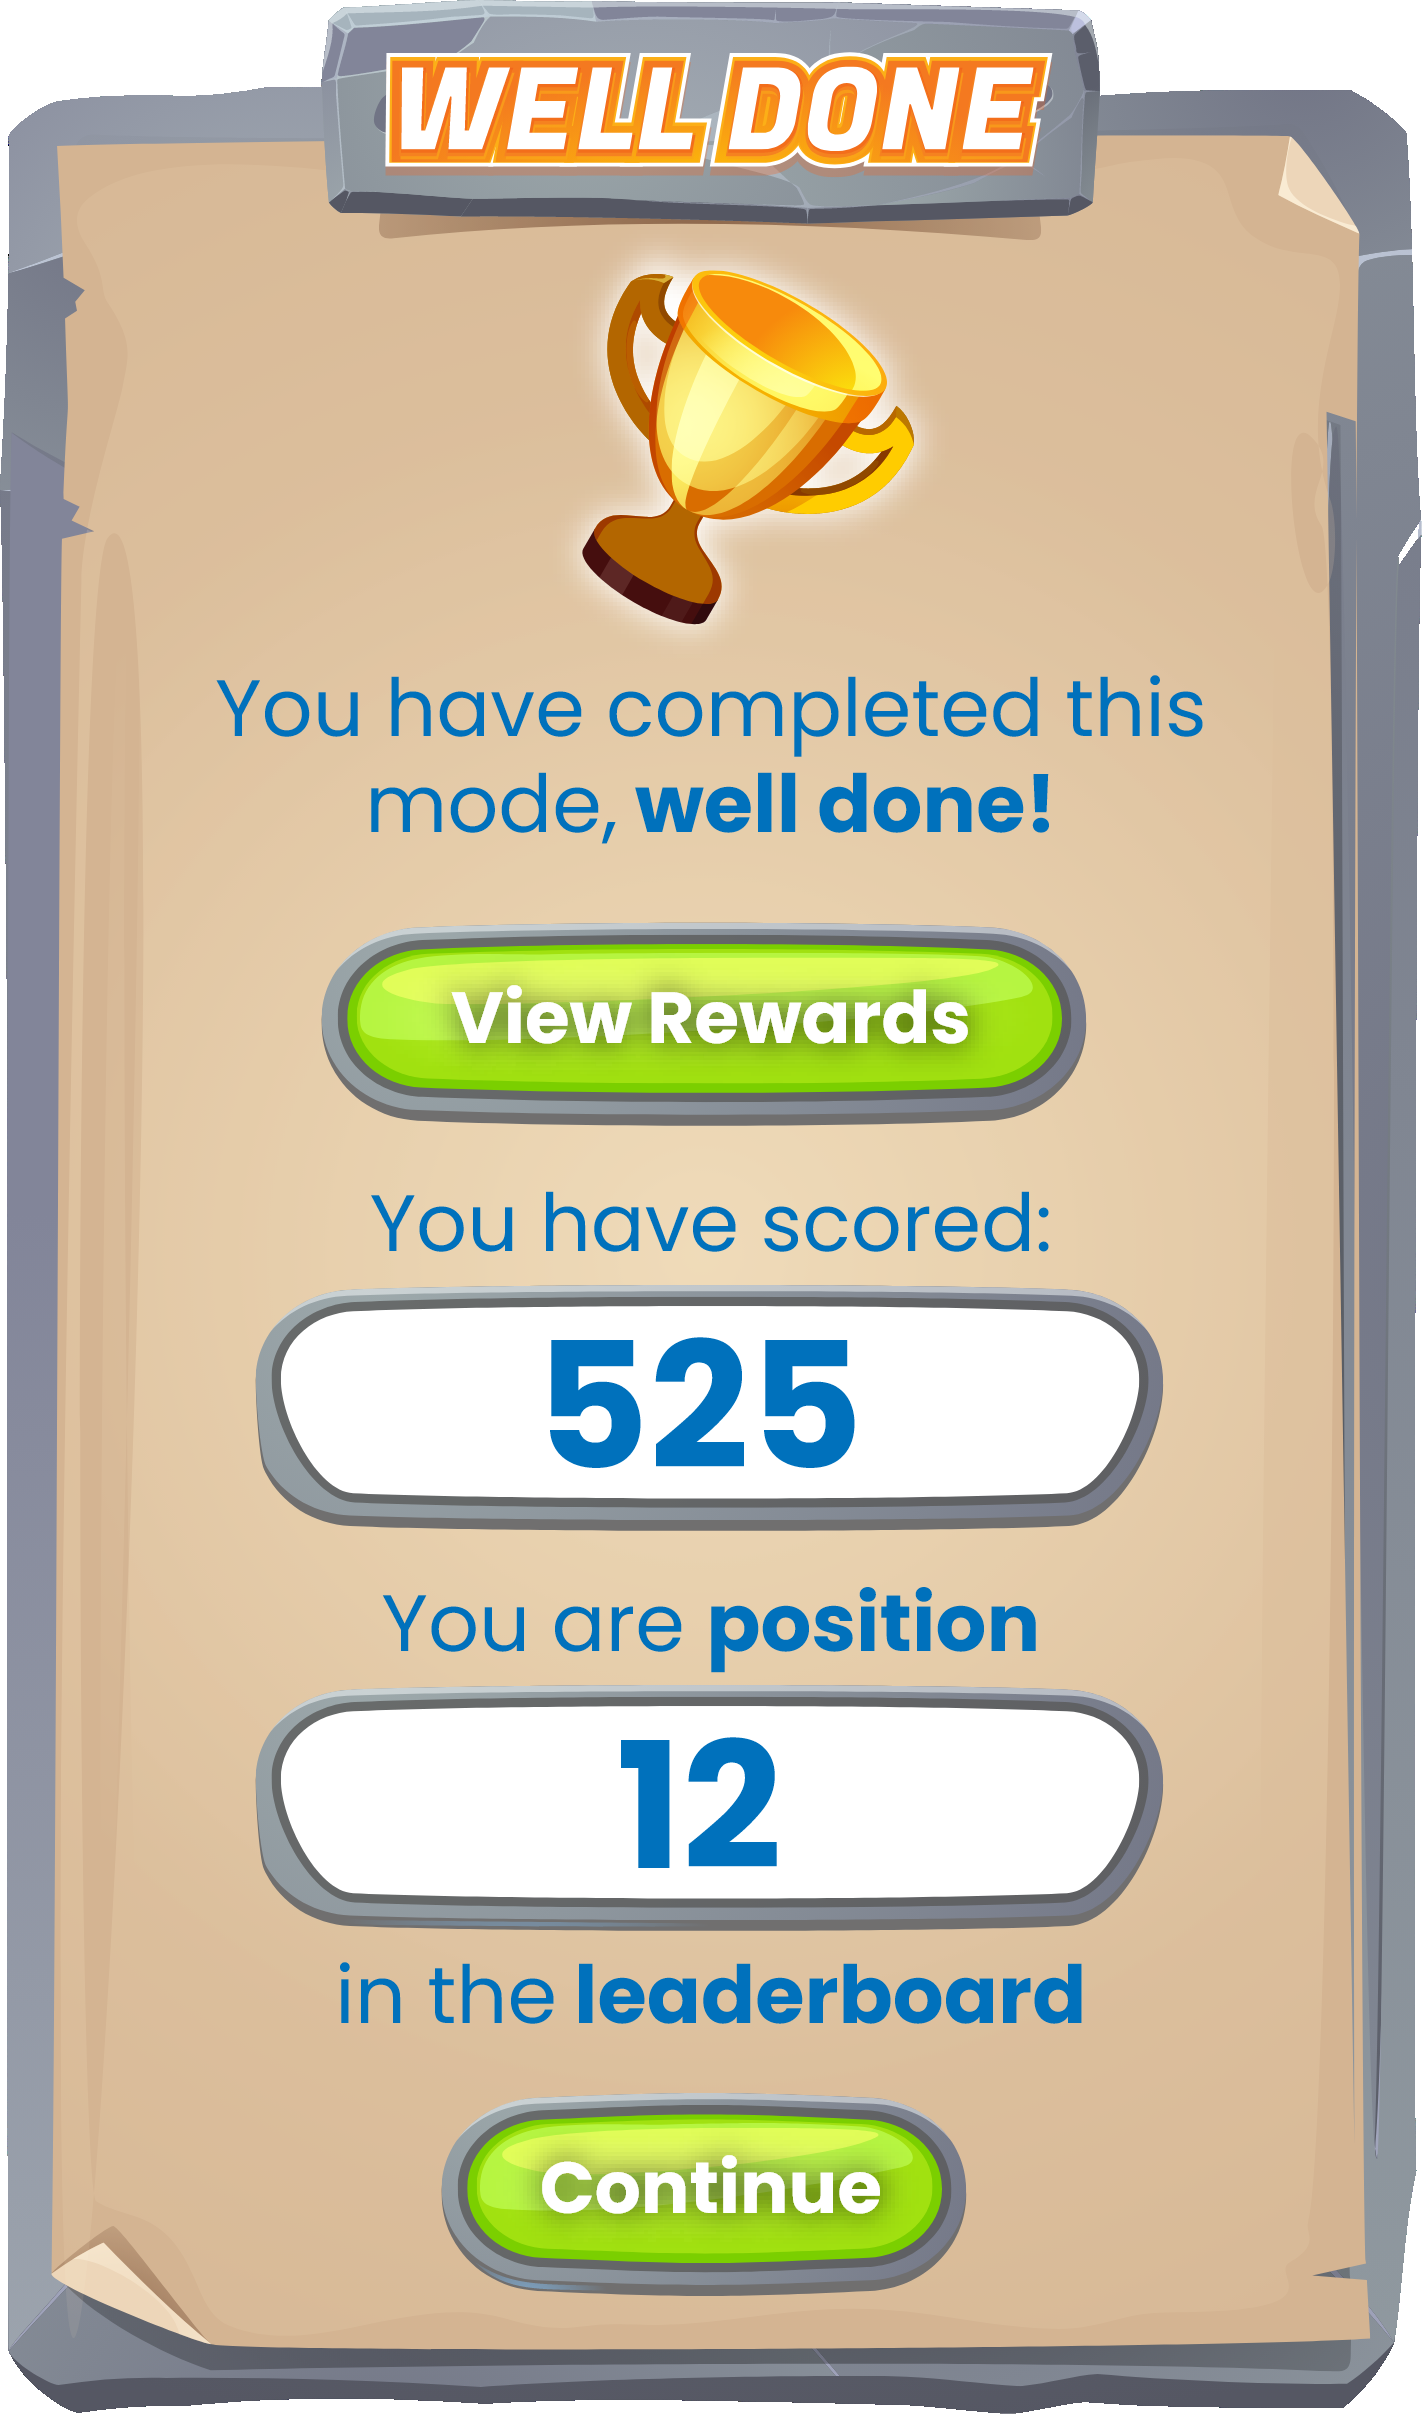 WELL DONE
You have completed this
mode, well done!
View Rewards
You have scored:
525
You are position
12
in the leaderboard
Continue